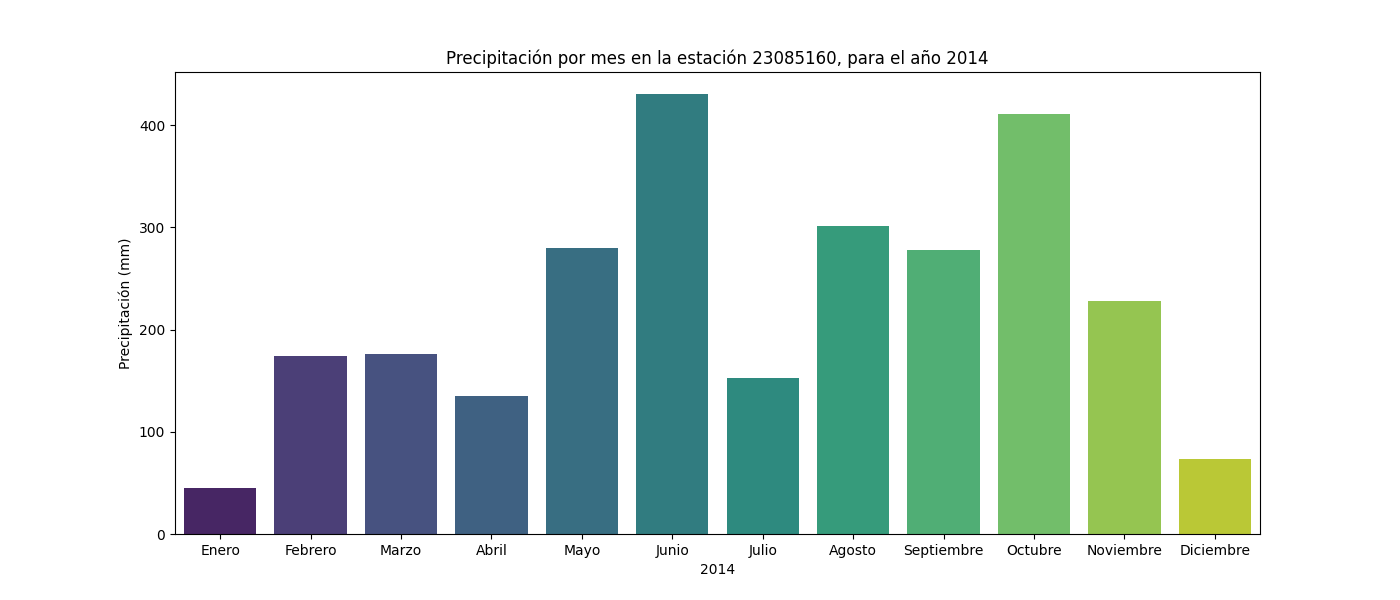 Precipitación por mes en la estación 23085160, para el año 2014
Precipitación (mm)
400
300
200
100
0
Enero Febrero Marzo Abril Mayo Junio Julio Agosto Septiembre Octubre Noviembre Diciembre
2014